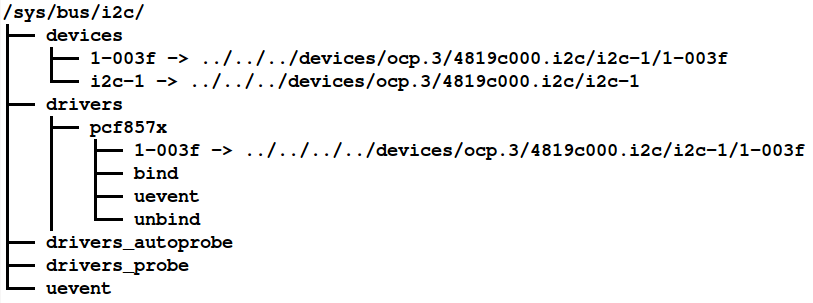 /sys/bus/i2c/
devices
1-003f -> ../../../devices/ocp.3/4819c000.i2c/i2c-1/1-003f
i2c-1 -> ../../../devices/ocp.3/4819c000.i2c/i2c-1
drivers
pcf857x
1-003f -> ../../../../devices/ocp.3/4819c000.i2c/i2c-1/1-003f
bind
uevent
unbind
drivers_autoprobe
drivers_probe
uevent